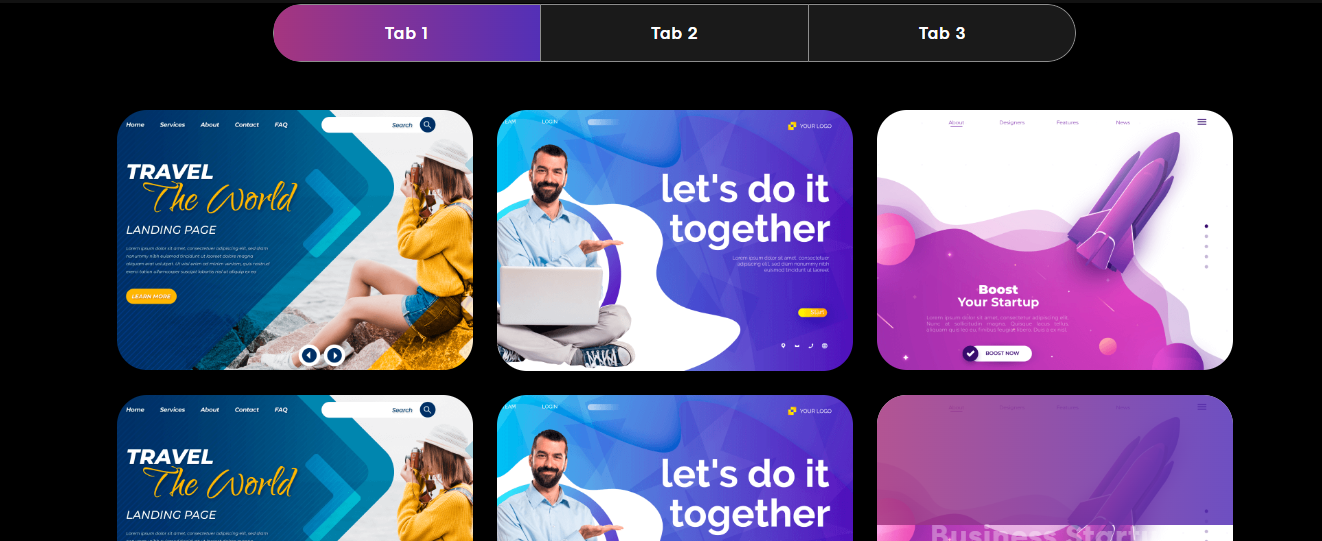 Tab 1
Tab 2
Tab 3
Home Services About Contact FAQ
Search
TRAVEL
The World
LANDING PAGE
Lorem ipsum dolor sit amet, consectetuer adipiscing elit, sed diam
nonummy nibh euismod tincidunt ut laoreet dolore magna
aliquam erat volutpat. Ut wisi enim ad minim veniam, quis nostrud
exerci tation ullamcorper suscipit lobortis nisl ut aliquip ex ea
LEARN MORE
LOGIN
YOUR LOGO
let's do it
together
Lorem ipsum dolor sit amet, consectetuer
adipiscing elit, sed diam nonummy nibh
euismod tincidunt ut laoreet
About Designers Features News
Boost
Your Startup
BOOST NOW
Home Services About Contact FAQ
Search
TRAVEL
The World
LANDING PAGE
Lorem ipsum dolor sit amet, consectetuer adipiscing elit, sed diam
LOGIN
YOUR LOGO
let's do it
together
About Designers Features News
Business